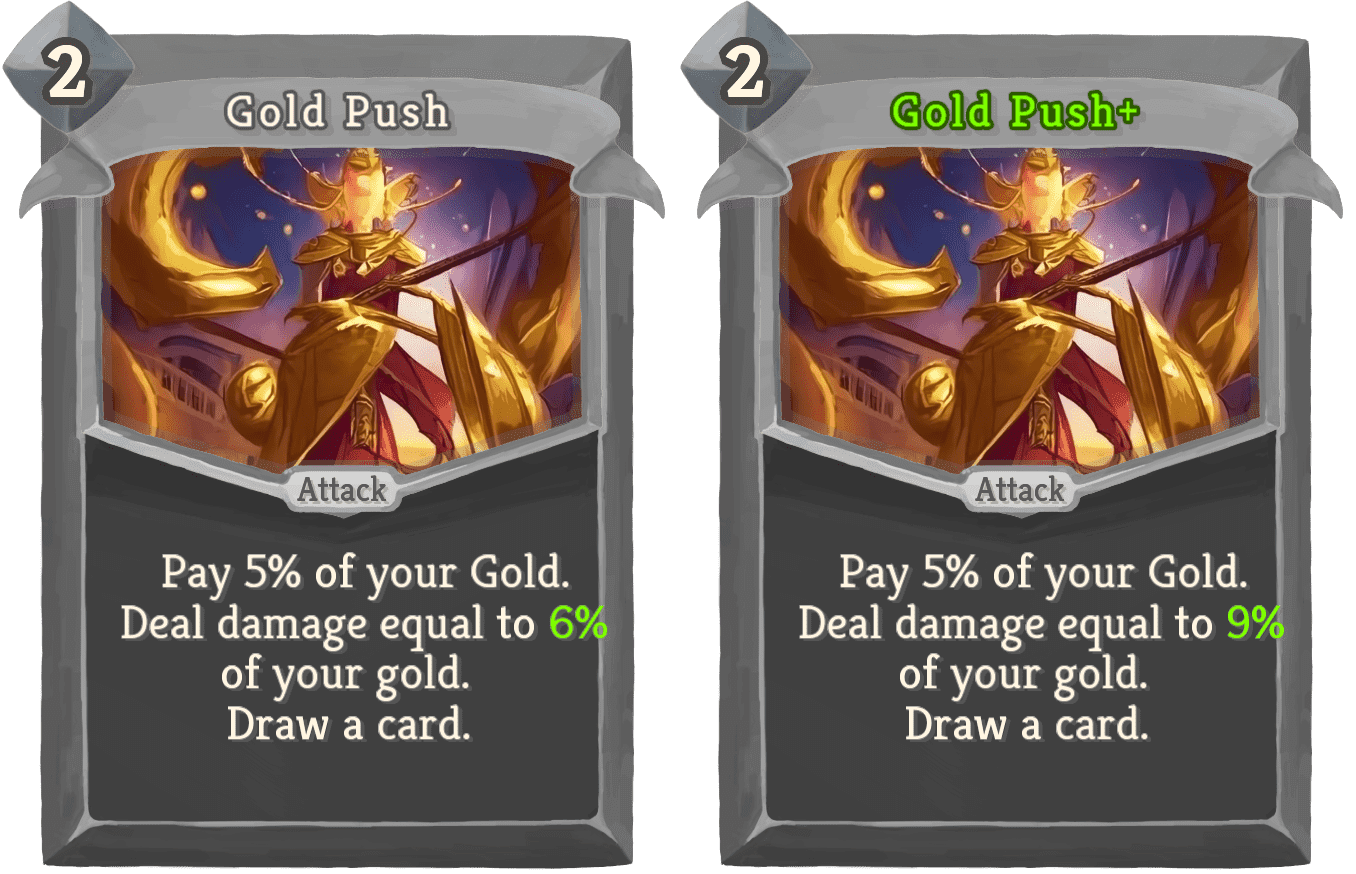 2
Gold Push
Attack
Pay 5% of your Gold.
Deal damage equal to 6%
of your gold.
Draw a card.
2
Gold Push+
Attack
Pay 5% of your Gold.
Deal damage equal to 9%
of your gold.
Draw a card.